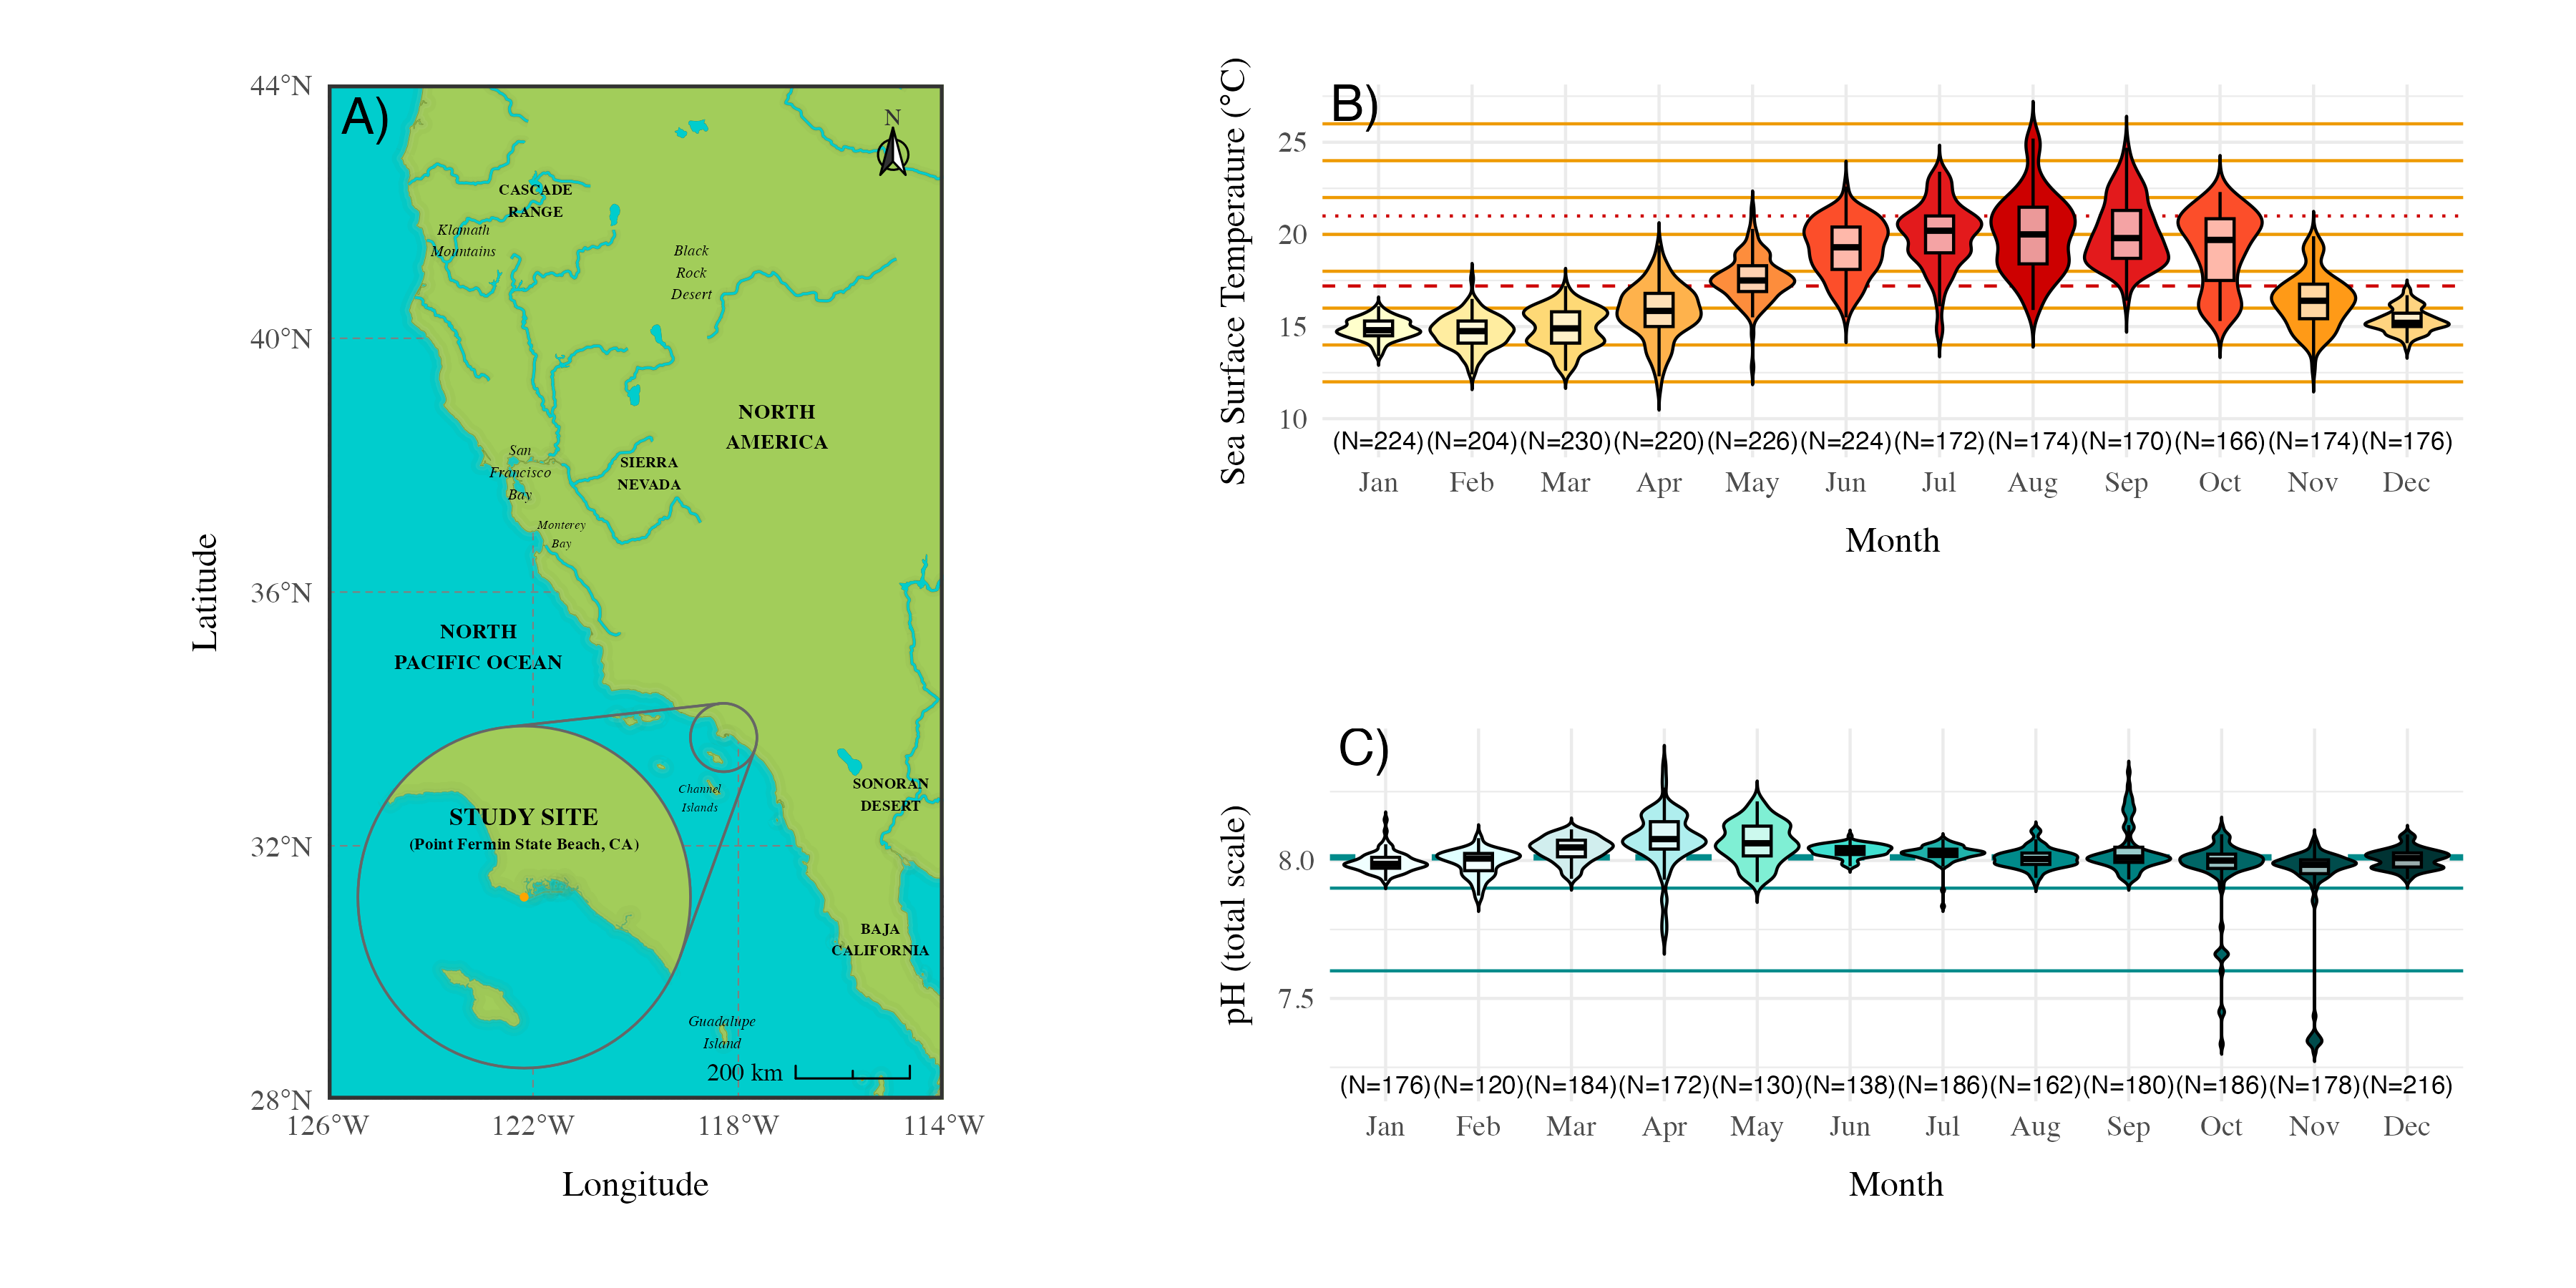 A)
44°N
40°N
36°N
32°N
28°N
Latitude
126°W
122°W
118°W
114°W
Longitude
N
CASCADE
RANGE
Klamath
Mountains
Black
Rock
Desert
NORTH
AMERICA
San
Francisco
Bay
SIERRA
NEVADA
Monterey
Bay
NORTH
PACIFIC OCEAN
Channel
Islands
SONORAN
DESERT
STUDY SITE
(Point Fermin State Beach, CA)
BAJA
CALIFORNIA
Guadalupe
Island
200 km
B)
Sea Surface Temperature (°C)
25
20
15
10
(N=224) (N=204) (N=230) (N=220) (N=226) (N=224) (N=172) (N=174) (N=170) (N=166) (N=174) (N=176)
Jan Feb Mar Apr May Jun Jul Aug Sep Oct Nov Dec
Month
C)
pH (total scale)
8.0
7.5
(N=176) (N=120) (N=184) (N=172) (N=130) (N=138) (N=186) (N=162) (N=180) (N=186) (N=178) (N=216)
Jan Feb Mar Apr May Jun Jul Aug Sep Oct Nov Dec
Month